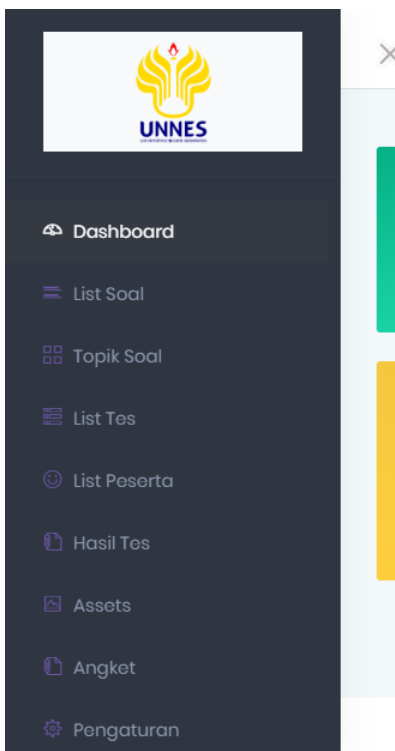 UNNES
Dashboard
List Soal
Topik Soal
List Tes
List Peserta
Hasil Tes
Assets
Angket
Pengaturan